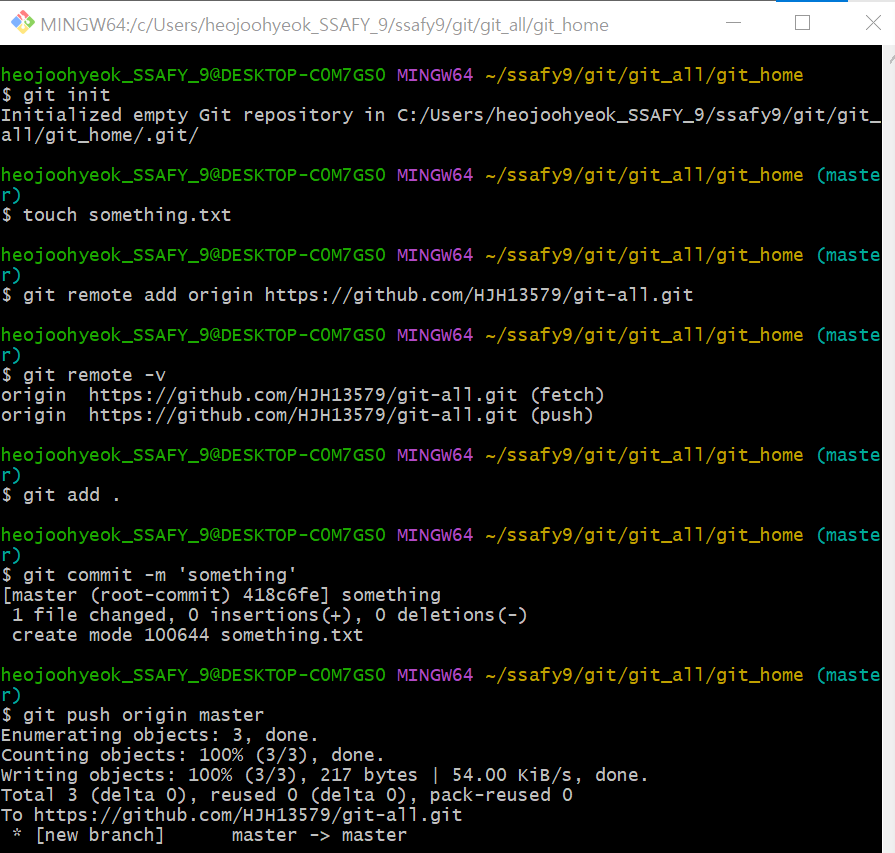 MINGW64:/c/Users/heojoohyeok_SSAFY_9/ssafy9/git/git_all/git_home
heojoohyeok_SSAFY_9@DESKTOP-C0M7GS0 MINGW64 ~/ssafy9/git/git_all/git_home
$ git init
Initialized empty Git repository in C:/Users/heojoohyeok_SSAFY_9/ssafy9/git/git_
all/git_home/.git/
heojoohyeok_SSAFY_9@DESKTOP-C0M7GS0 MINGW64 ~/ssafy9/git/git_all/git_home (maste
r)
$ touch something.txt
heojoohyeok_SSAFY_9@DESKTOP-C0M7GS0 MINGW64 ~/ssafy9/git/git_all/git_home (maste
r)
$ git remote add origin https://github.com/HJH13579/git-all.git
heojoohyeok_SSAFY_9@DESKTOP-C0M7GS0 MINGW64 ~/ssafy9/git/git_all/git_home (maste
r)
$ git remote -v
origin  https://github.com/HJH13579/git-all.git (fetch)
origin  https://github.com/HJH13579/git-all.git (push)
heojoohyeok_SSAFY_9@DESKTOP-C0M7GS0 MINGW64 ~/ssafy9/git/git_all/git_home (maste
r)
$ git add .
heojoohyeok_SSAFY_9@DESKTOP-C0M7GS0 MINGW64 ~/ssafy9/git/git_all/git_home (maste
r)
$ git commit -m 'something'
[master (root-commit) 418c6fe] something
 1 file changed, 0 insertions(+), 0 deletions(-)
 create mode 100644 something.txt
heojoohyeok_SSAFY_9@DESKTOP-C0M7GS0 MINGW64 ~/ssafy9/git/git_all/git_home (maste
r)
$ git push origin master
Enumerating objects: 3, done.
Counting objects: 100% (3/3), done.
Writing objects: 100% (3/3), 217 bytes | 54.00 KiB/s, done.
Total 3 (delta 0), reused 0 (delta 0), pack-reused 0
To https://github.com/HJH13579/git-all.git
 * [new branch]      master -> master